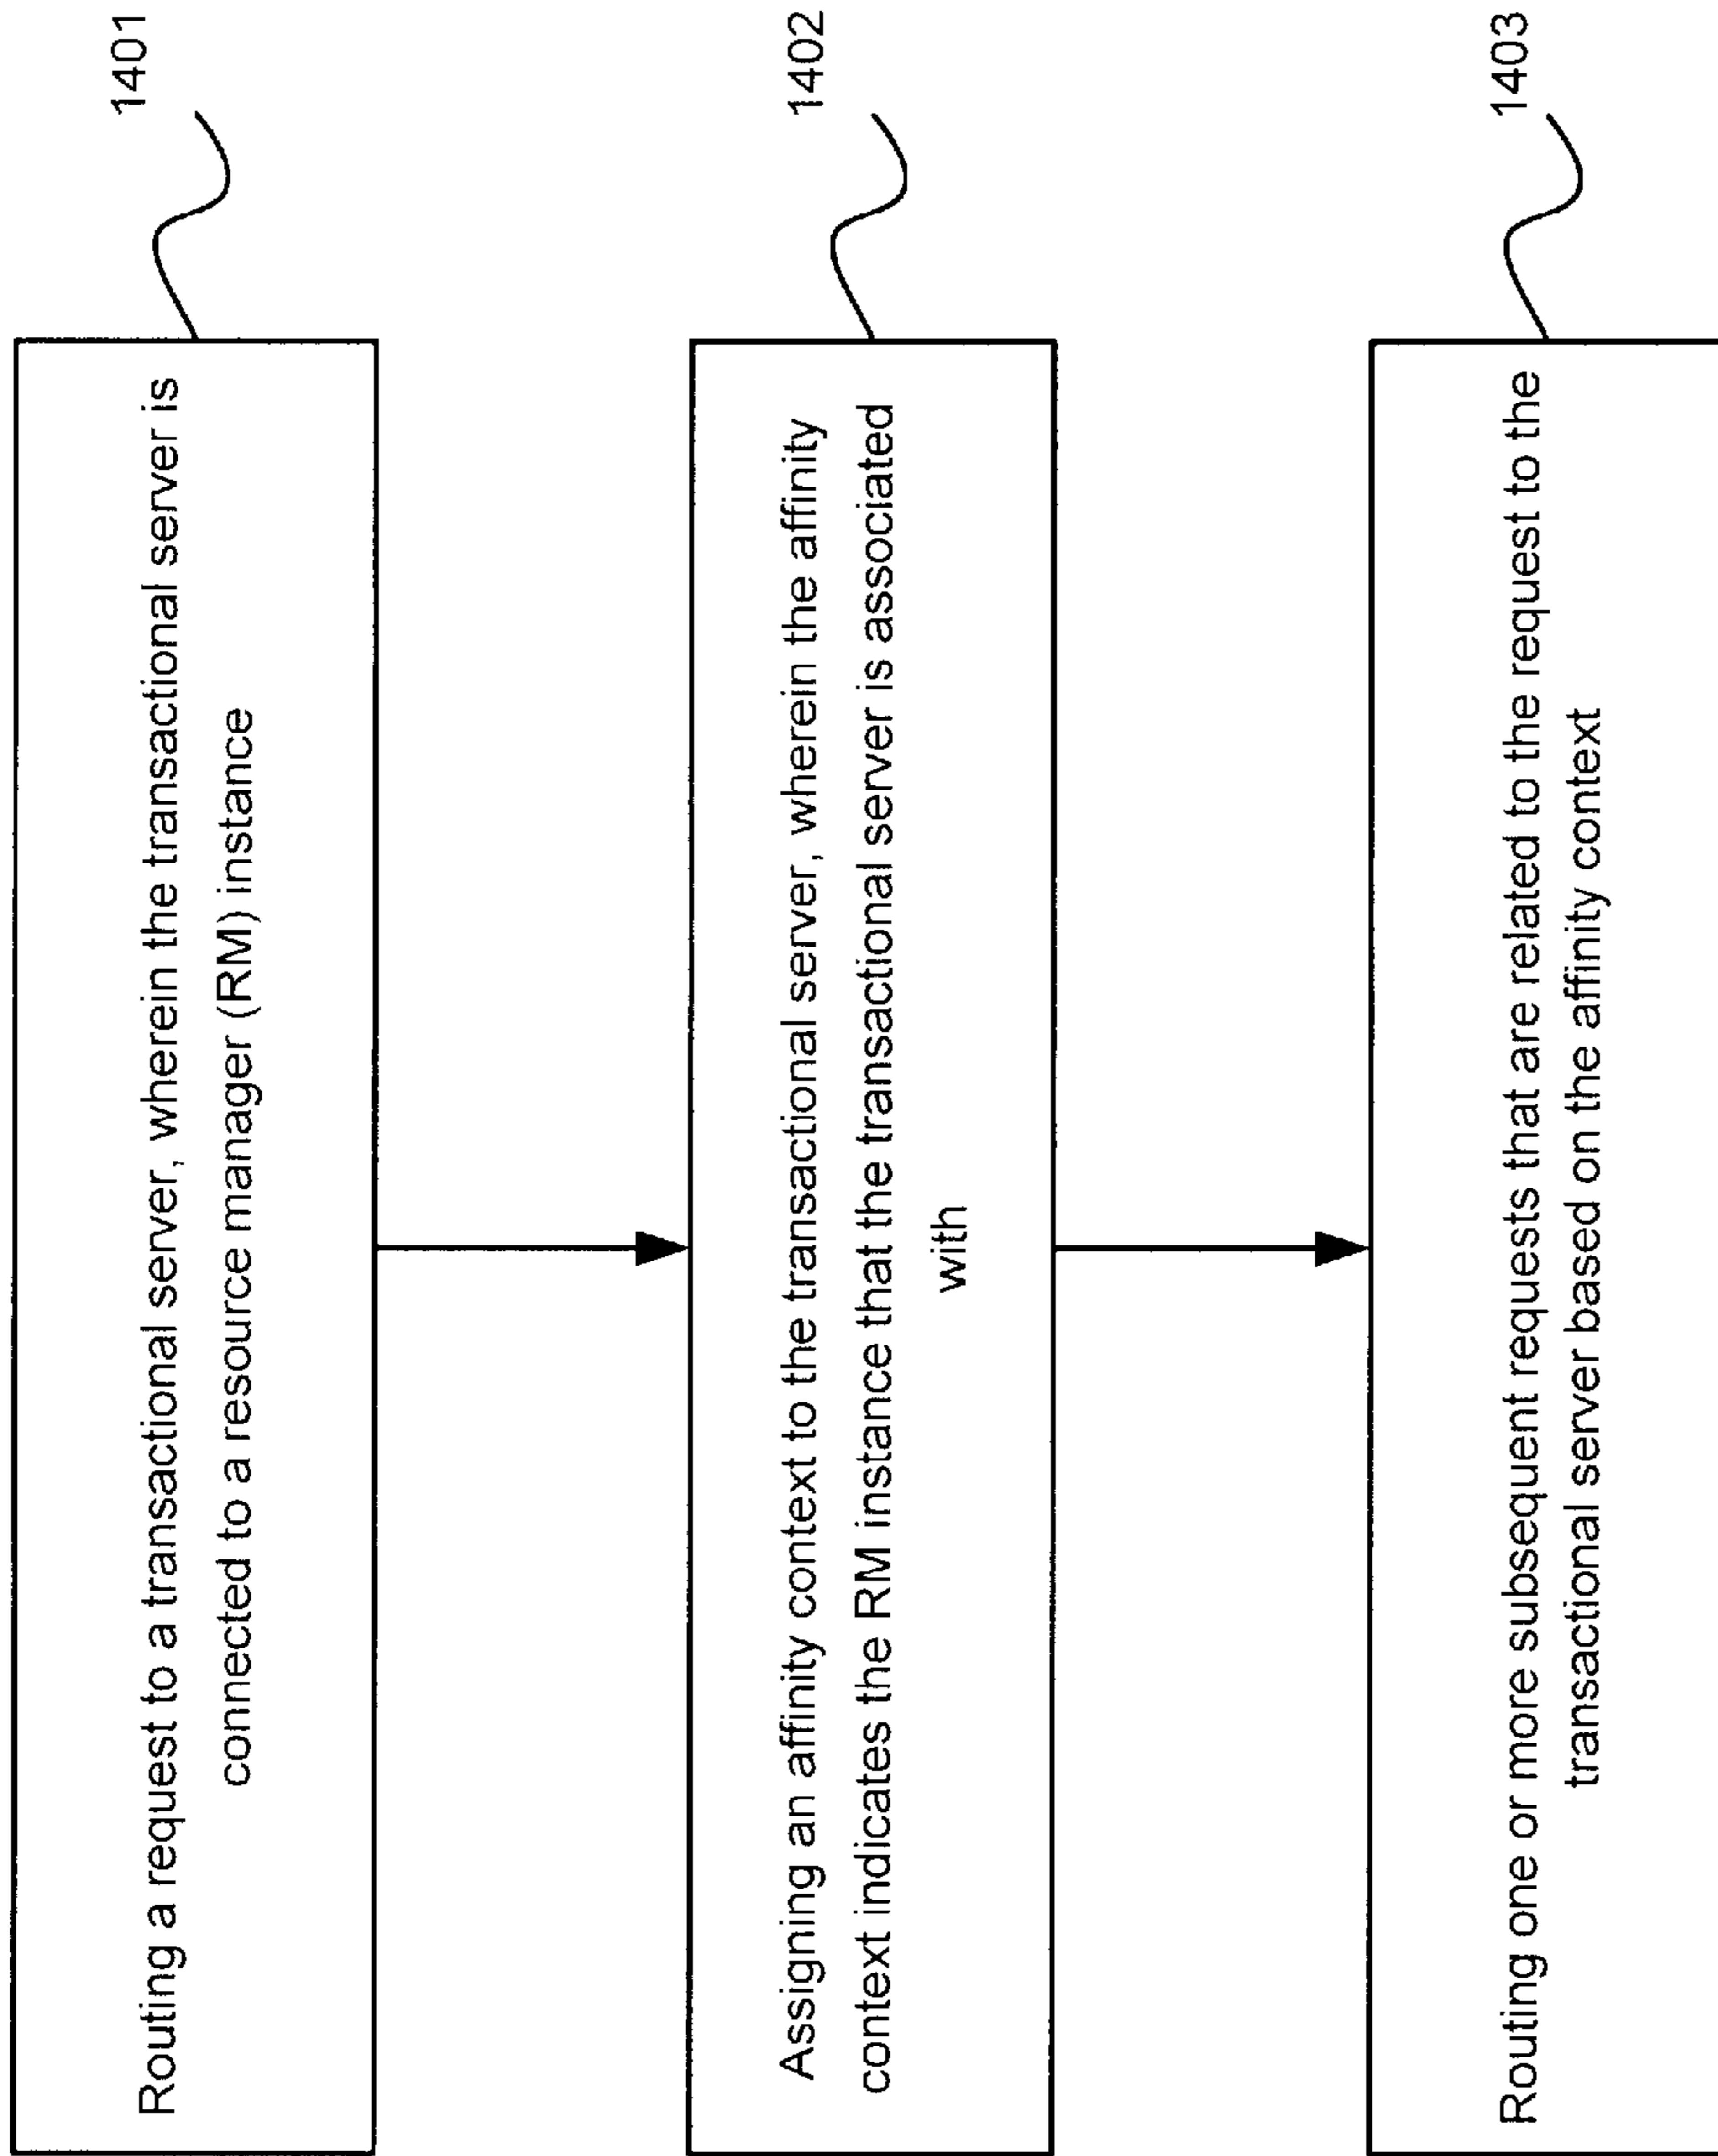 Routing a request to a transactional server, wherein the transactional server is
connected to a resource manager (RM) instance
1401
Assigning an affinity context to the transactional server, wherein the affinity
context indicates the RM instance that the transactional server is associated
with
1402
Routing one or more subsequent requests that are related to the request to the
transactional server based on the affinity context
1403